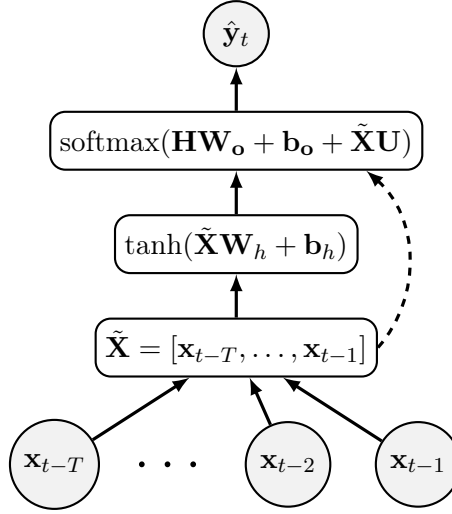 ŷ_t
softmax(HW_o + b_o + X̃U)
tanh(X̃W_h + b_h)
X̃ = [x_{t−T}, . . . , x_{t−1}]
x_{t−T} · · · x_{t−2} x_{t−1}